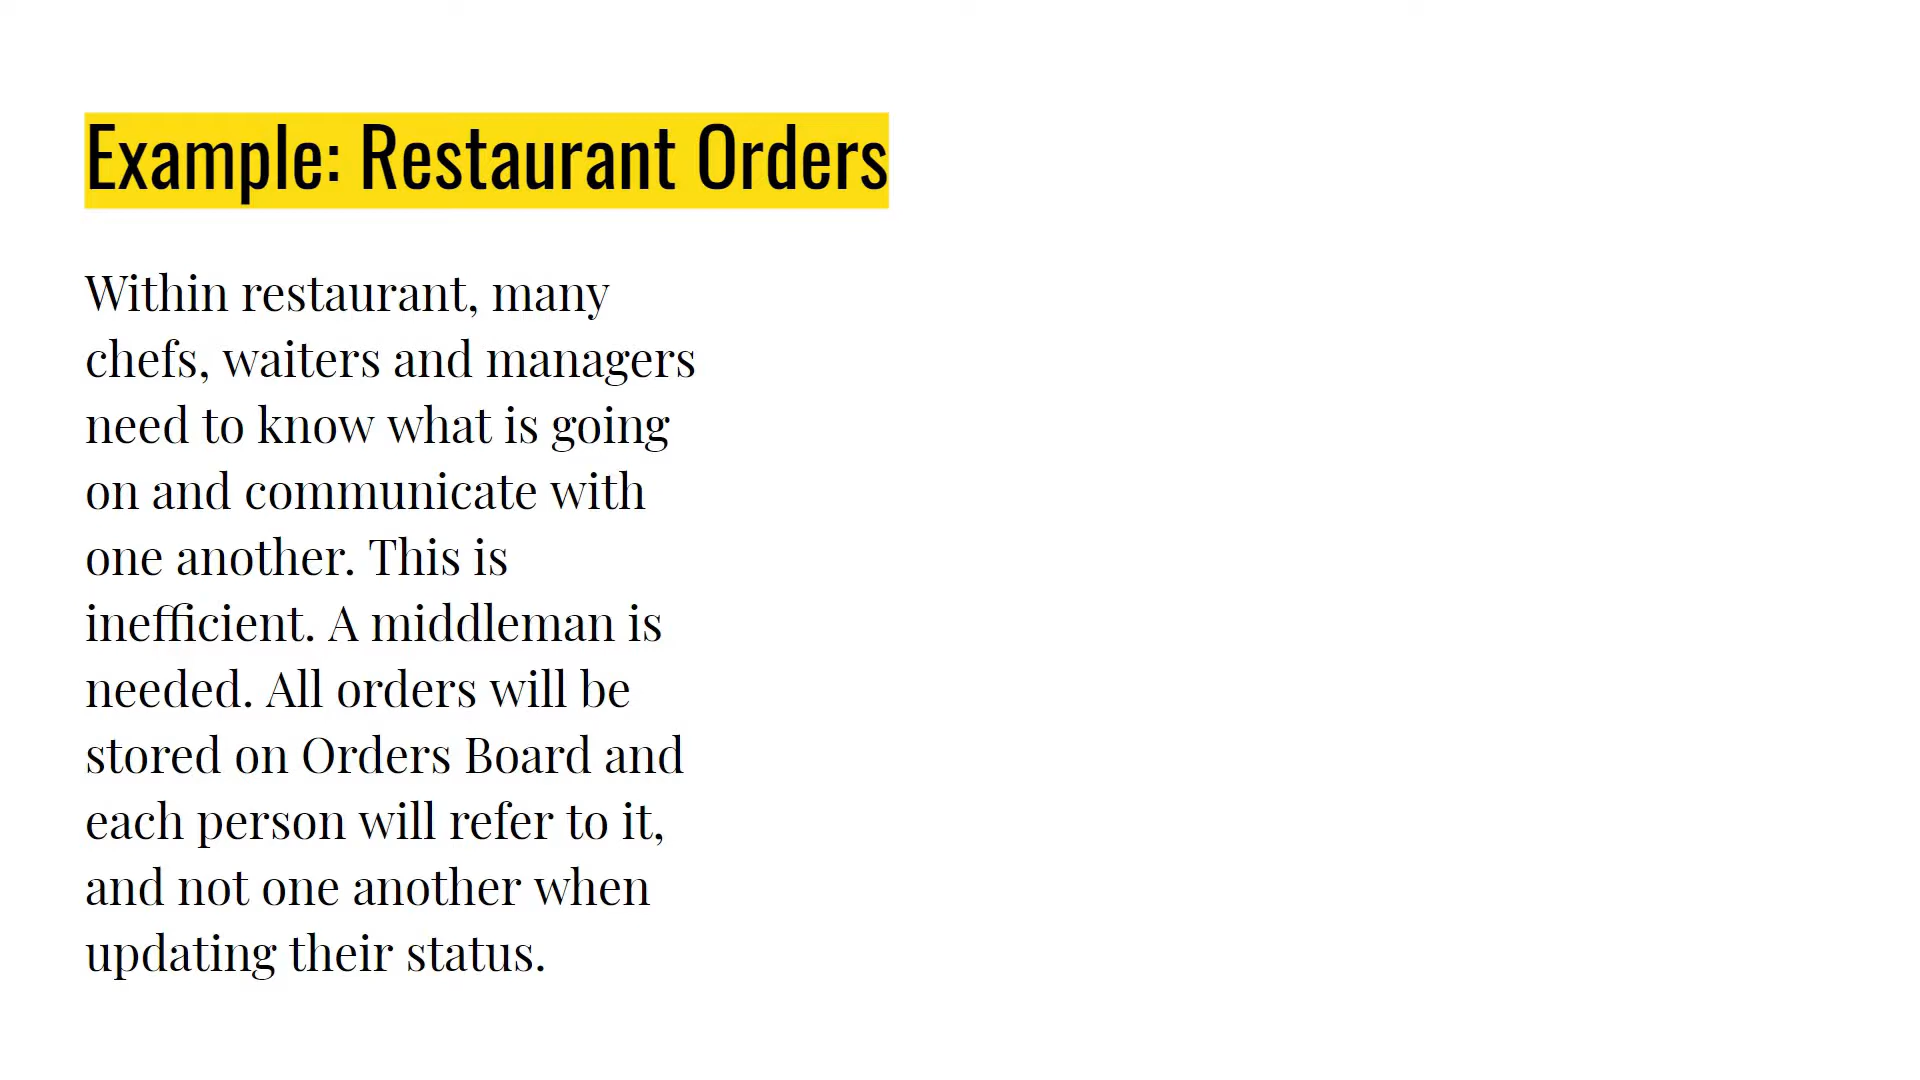 Example: Restaurant Orders
Within restaurant, many
chefs, waiters and managers
need to know what is going
on and communicate with
one another. This is
inefficient. A middleman is
needed. All orders will be
stored on Orders Board and
each person will refer to it,
and not one another when
updating their status.